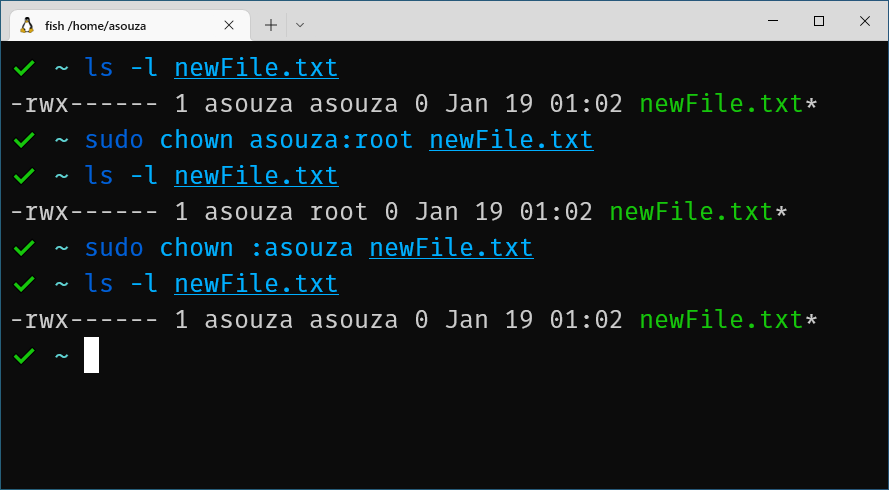 fish /home/asouza
~ ls -l newFile.txt
-rwx------ 1 asouza asouza 0 Jan 19 01:02 newFile.txt*
~ sudo chown asouza:root newFile.txt
~ ls -l newFile.txt
-rwx------ 1 asouza root 0 Jan 19 01:02 newFile.txt*
~ sudo chown :asouza newFile.txt
~ ls -l newFile.txt
-rwx------ 1 asouza asouza 0 Jan 19 01:02 newFile.txt*
~